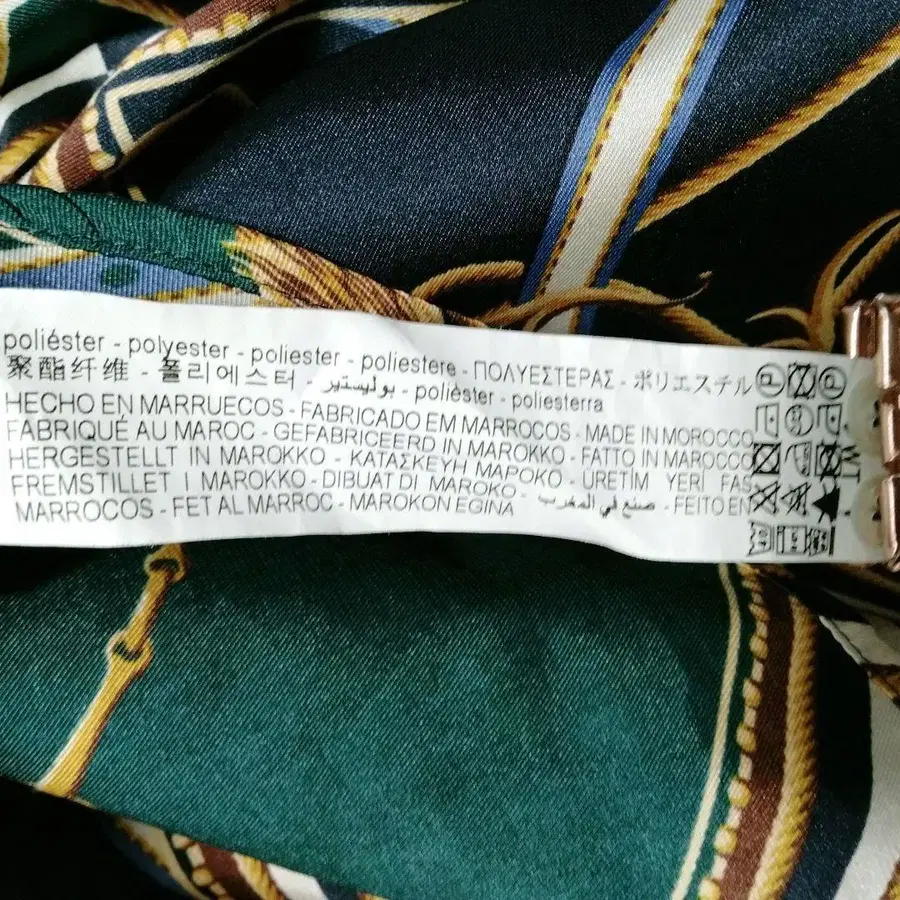 poliéster - polyester - poliester - poliestere - ΠΟΛΥΕΣΤΕΡΑΣ - ポリエステル
聚酯纤维 - 폴리에스터 - بوليستير - polièster - poliesterra
HECHO EN MARRUECOS - FABRICADO EM MARROCOS - MADE IN MOROCCO
FABRIQUÉ AU MAROC - GEFABRICEERD IN MAROKKO - FATTO IN MAROCCO
HERGESTELLT IN MAROKKO - ΚΑΤΑΣΚΕΥΗ ΜΑΡΟΚΟ - ÜRETİM YERİ FAS
FREMSTILLET I MAROKKO - DIBUAT DI MAROKO - صنع في المغرب - FEITO EN
MARROCOS - FET AL MARROC - MAROKON EGINA